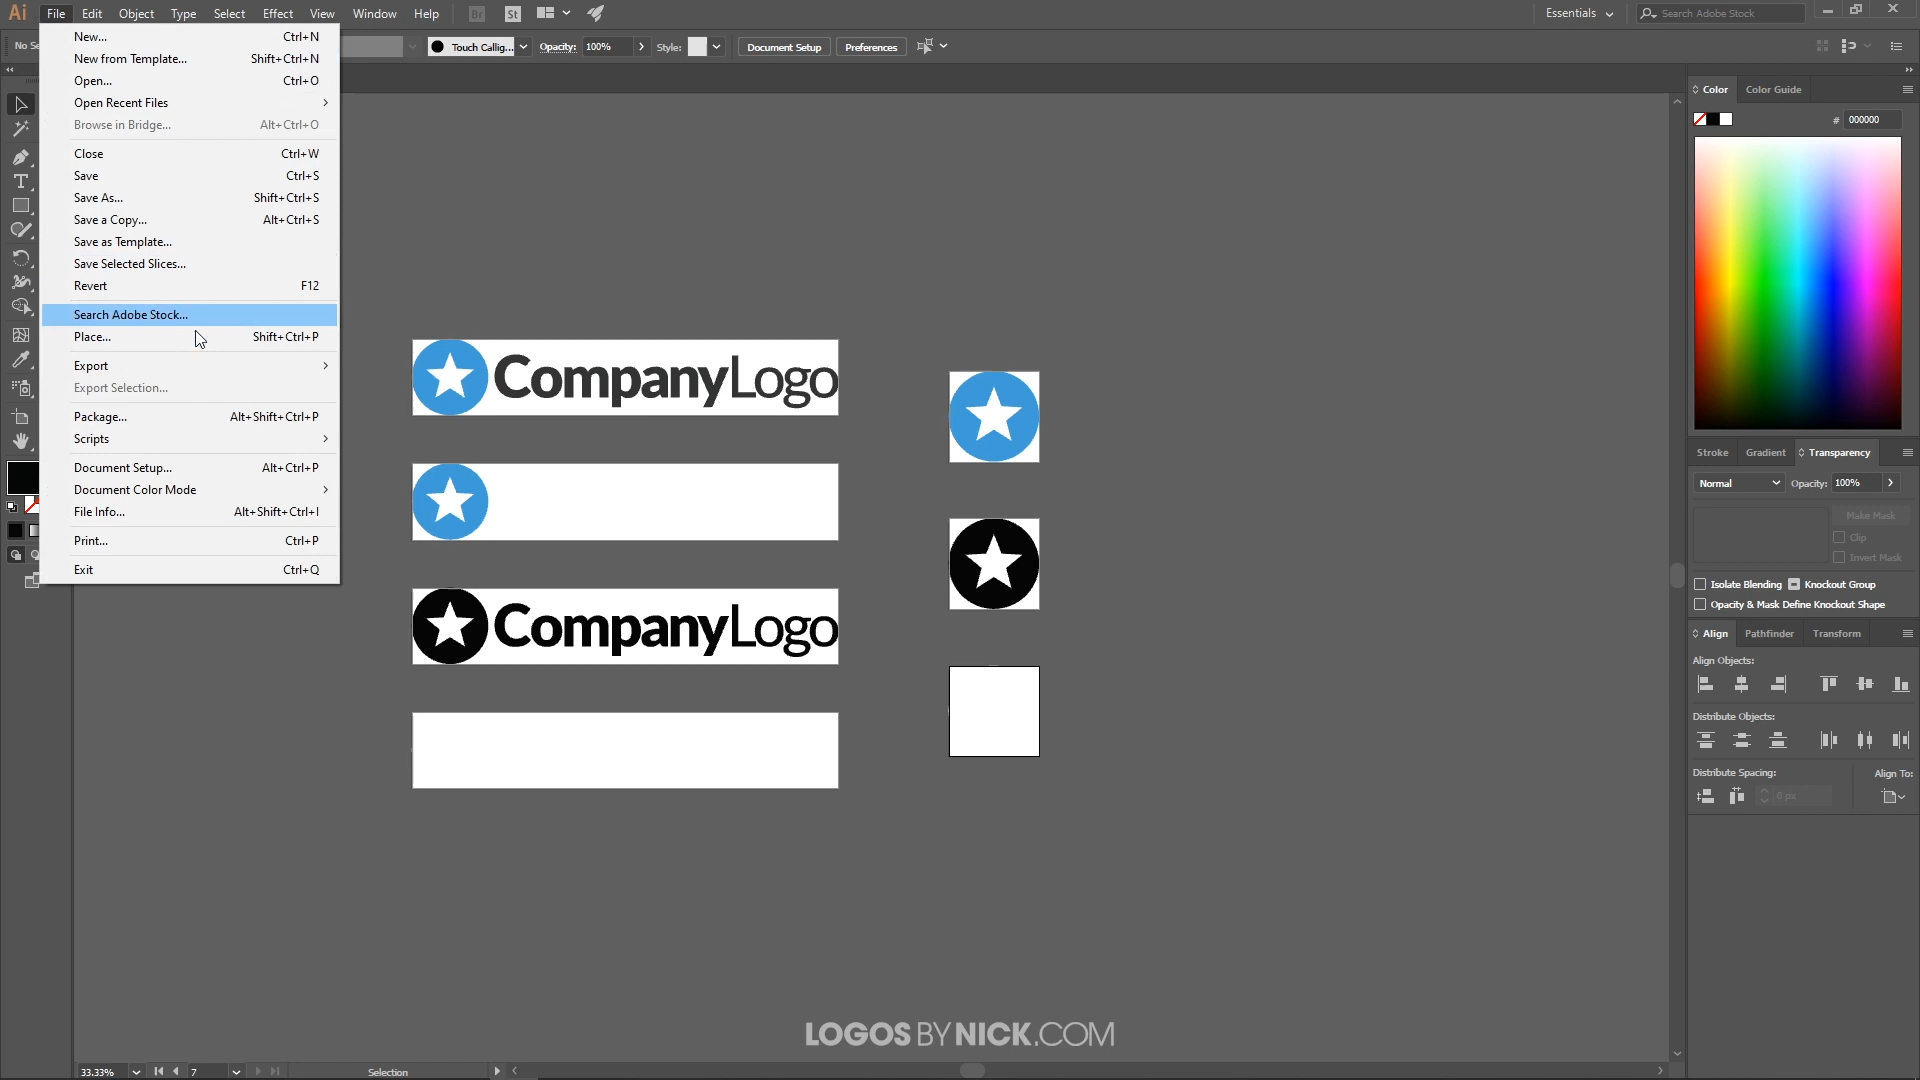 Ai File Edit Object Type Select Effect View Window Help Br St Essentials Search Adobe Stock
No Se Touch Callig... Opacity: 100% Style: Document Setup Preferences
New... Ctrl+N
New from Template... Shift+Ctrl+N
Open... Ctrl+O
Open Recent Files
Browse in Bridge... Alt+Ctrl+O
Close Ctrl+W
Save Ctrl+S
Save As... Shift+Ctrl+S
Save a Copy... Alt+Ctrl+S
Save as Template...
Save Selected Slices...
Revert F12
Search Adobe Stock...
Place... Shift+Ctrl+P
Export
Export Selection...
Package... Alt+Shift+Ctrl+P
Scripts
Document Setup... Alt+Ctrl+P
Document Color Mode
File Info... Alt+Shift+Ctrl+I
Print... Ctrl+P
Exit Ctrl+Q
CompanyLogo
CompanyLogo
Color Color Guide
# 000000
Stroke Gradient Transparency
Normal Opacity: 100%
Make Mask
Clip
Invert Mask
Isolate Blending Knockout Group
Opacity & Mask Define Knockout Shape
Align Pathfinder Transform
Align Objects:
Distribute Objects:
Distribute Spacing: Align To:
0 px
LOGOS BY NICK.COM
33.33% 7 Selection